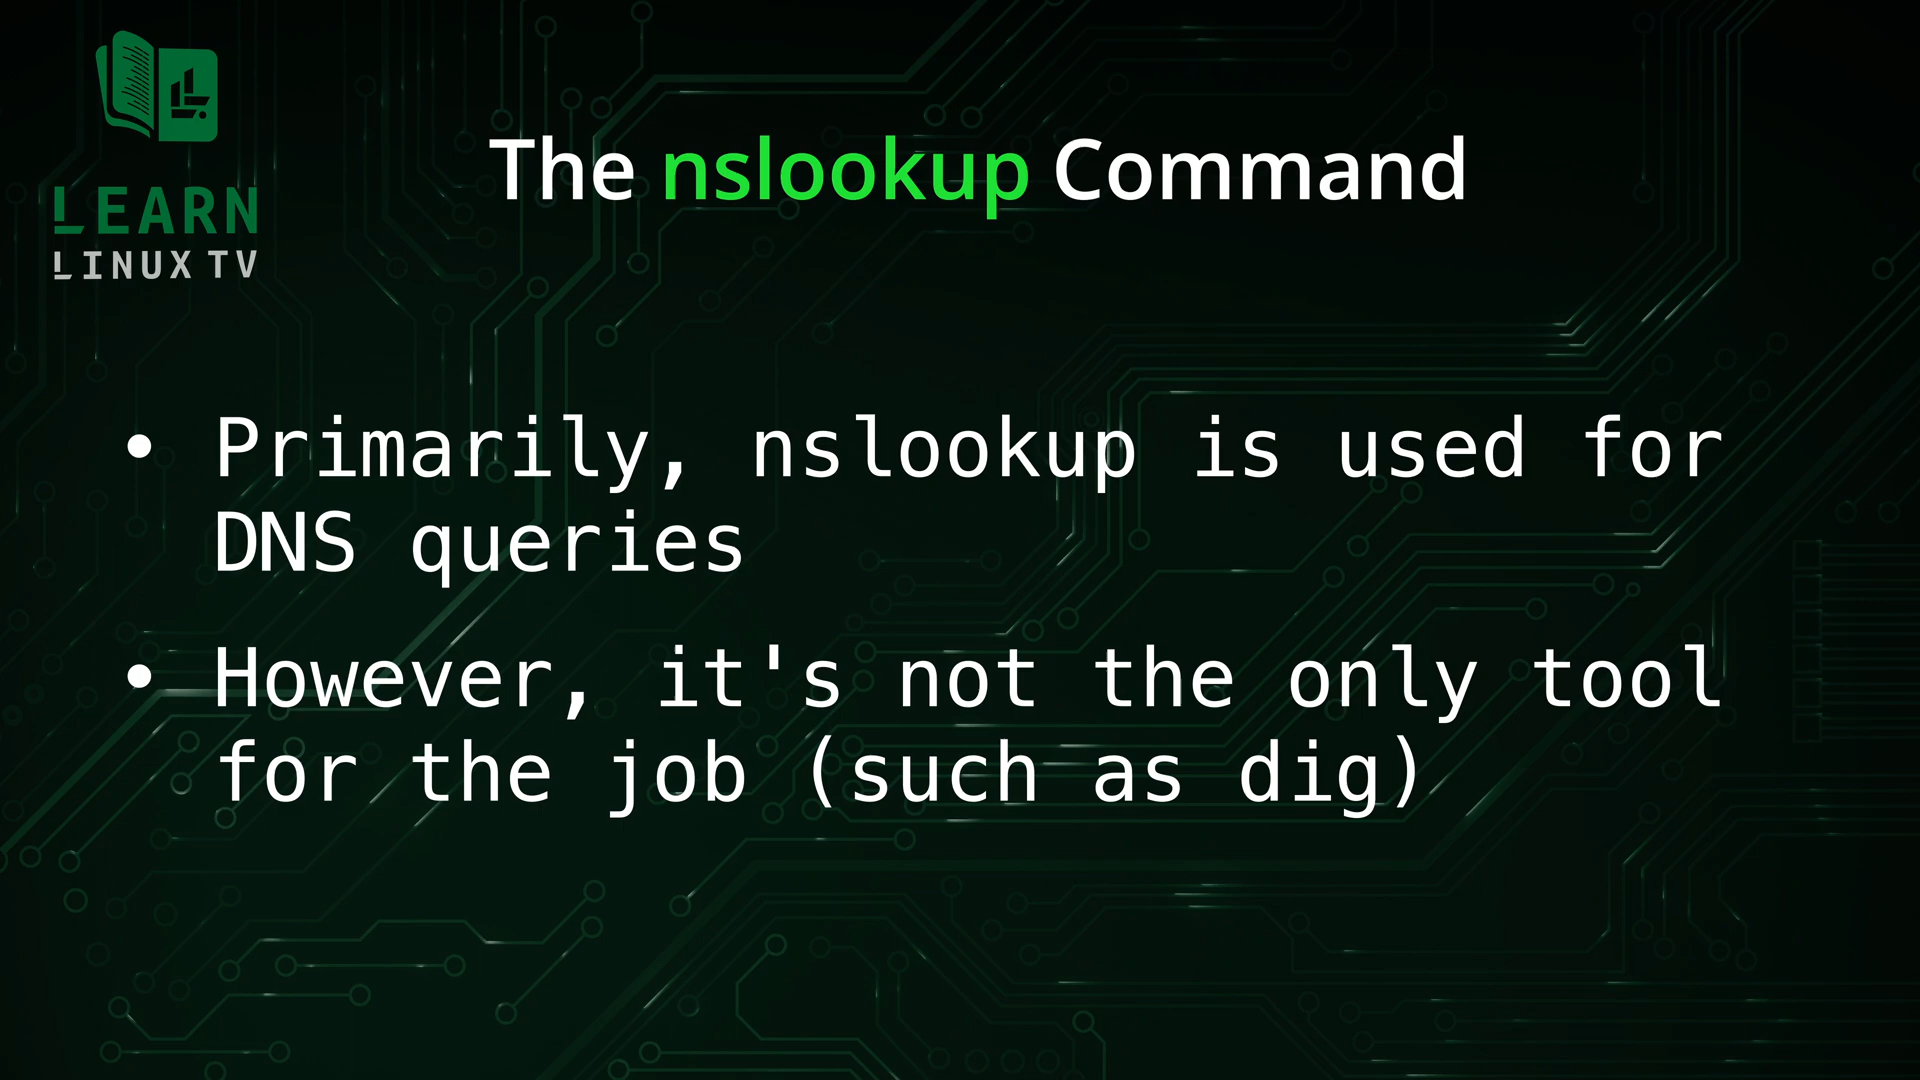 LEARN
LINUX TV
The nslookup Command
• Primarily, nslookup is used for
DNS queries
• However, it's not the only tool
for the job (such as dig)